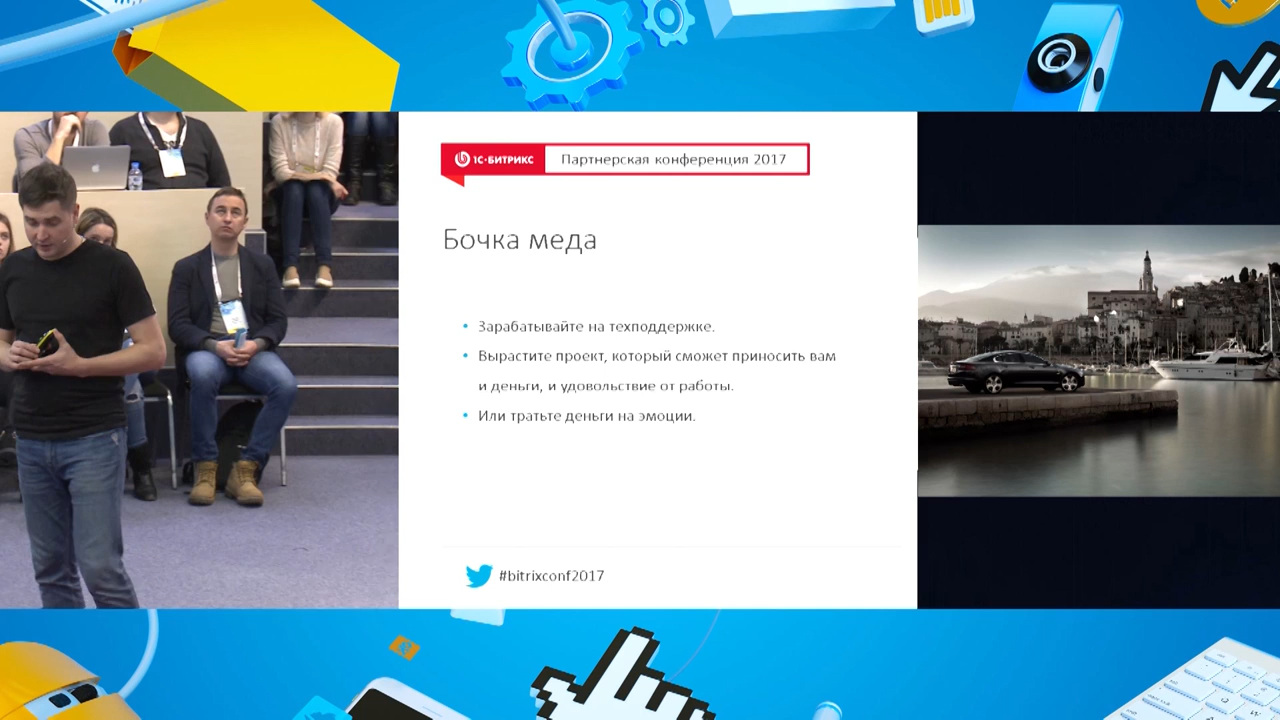 1С·БИТРИКС
Партнерская конференция 2017
Бочка меда
• Зарабатывайте на техподдержке.
• Вырастите проект, который сможет приносить вам
и деньги, и удовольствие от работы.
• Или тратьте деньги на эмоции.
#bitrixconf2017